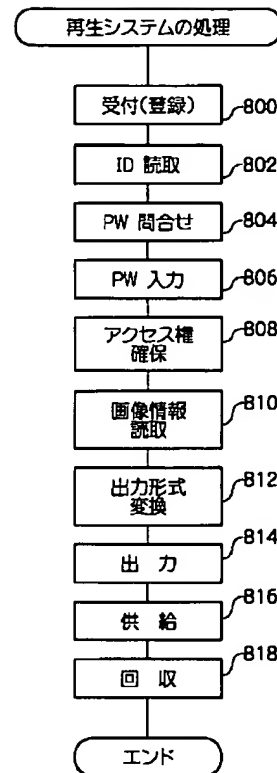 再生システムの処理
受付(登録)
800
ID 読取
802
PW 問合せ
804
PW 入力
806
アクセス権
確保
808
画像情報
読取
810
出力形式
変換
812
出 力
814
供 給
816
回 収
818
エンド